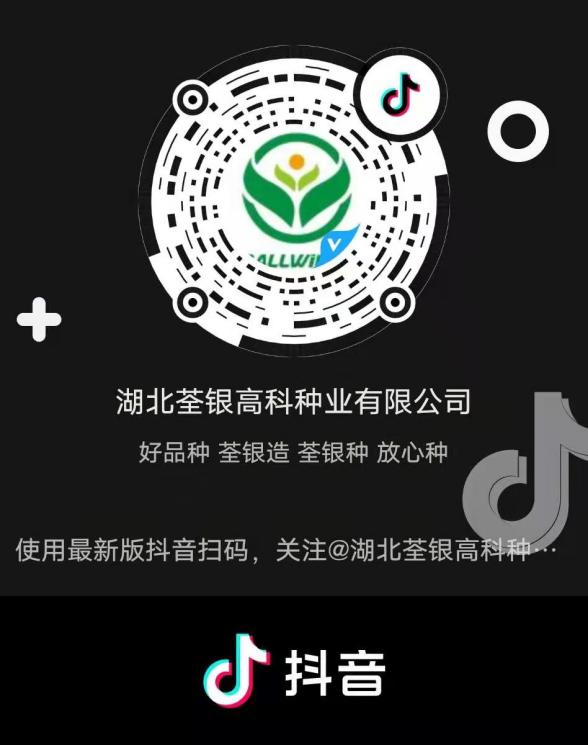 湖北荃银高科种业有限公司
好品种 荃银造 荃银种 放心种
使用最新版抖音扫码，关注@湖北荃银高科种…
抖音